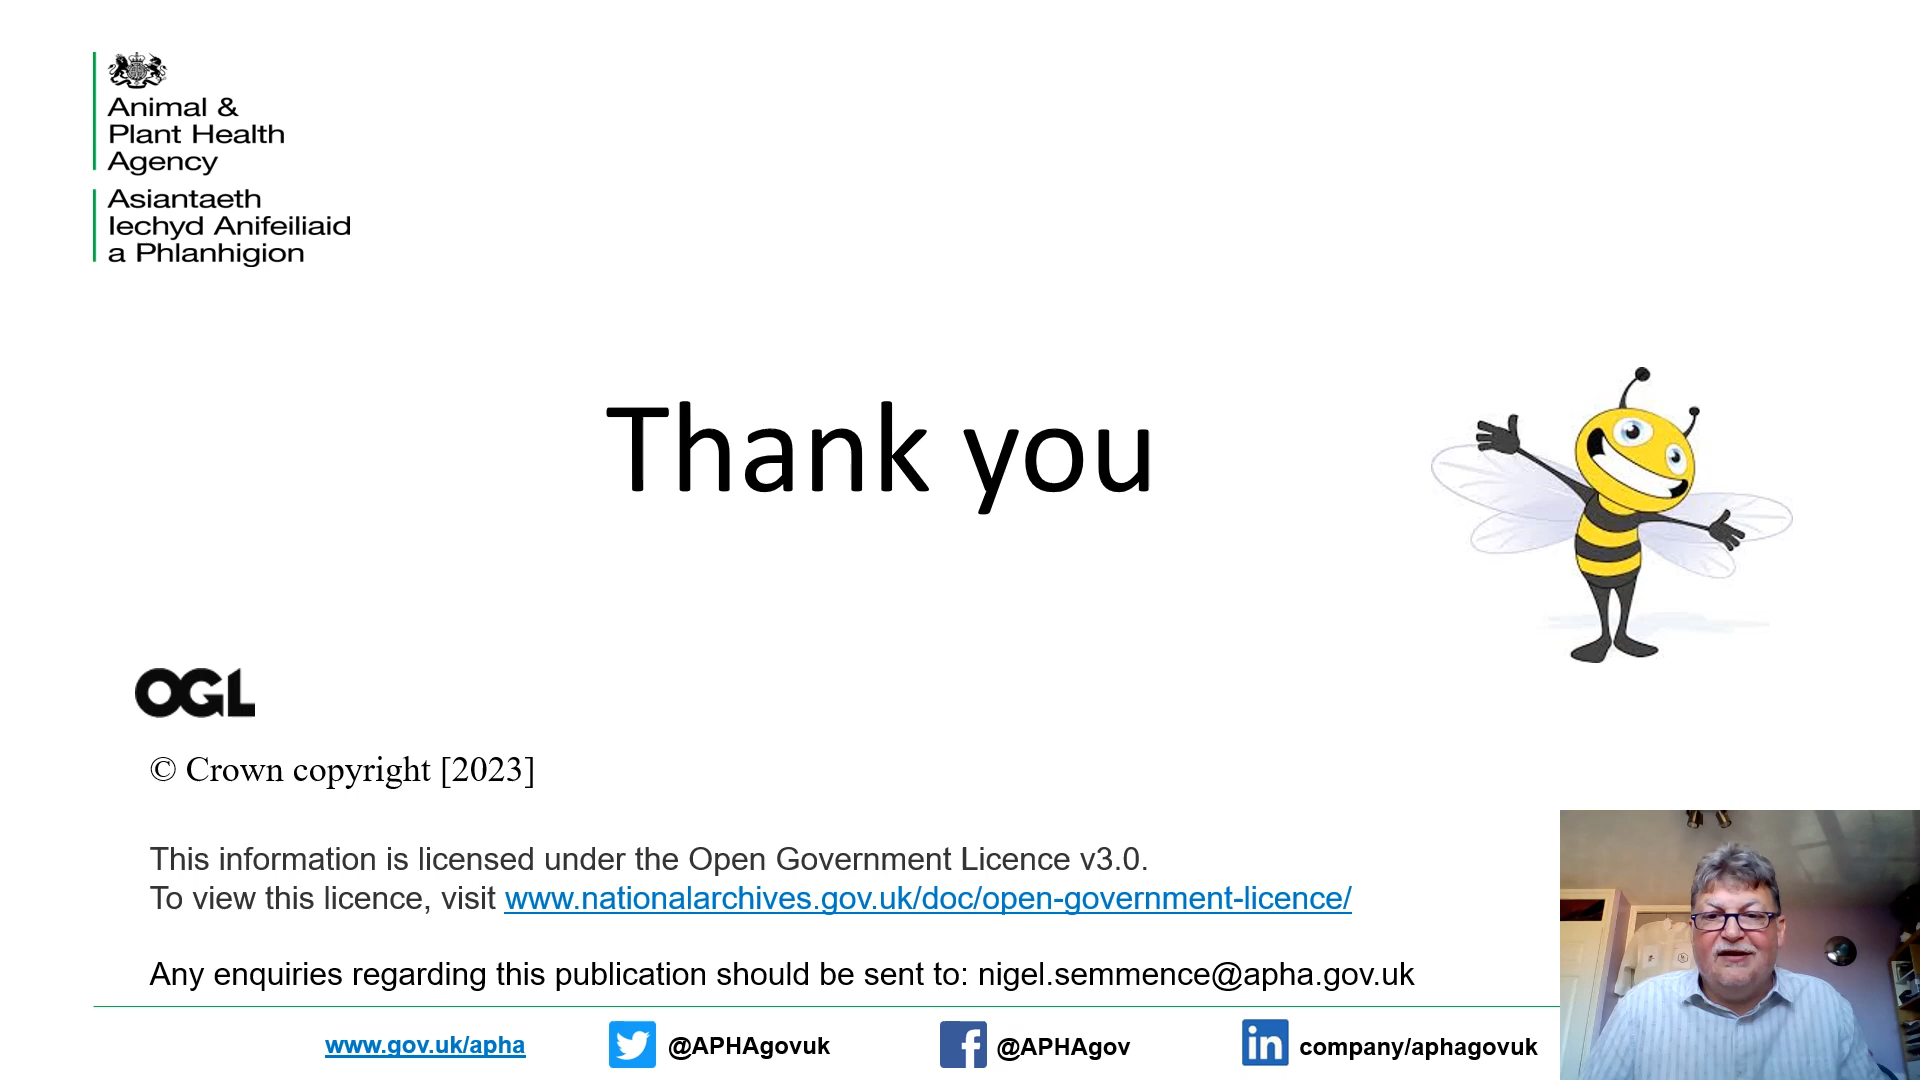 Animal &
Plant Health
Agency
Asiantaeth
Iechyd Anifeiliaid
a Phlanhigion
Thank you
OGL
© Crown copyright [2023]
This information is licensed under the Open Government Licence v3.0.
To view this licence, visit www.nationalarchives.gov.uk/doc/open-government-licence/
Any enquiries regarding this publication should be sent to: nigel.semmence@apha.gov.uk
www.gov.uk/apha
@APHAgovuk
@APHAgov
in company/aphagovuk